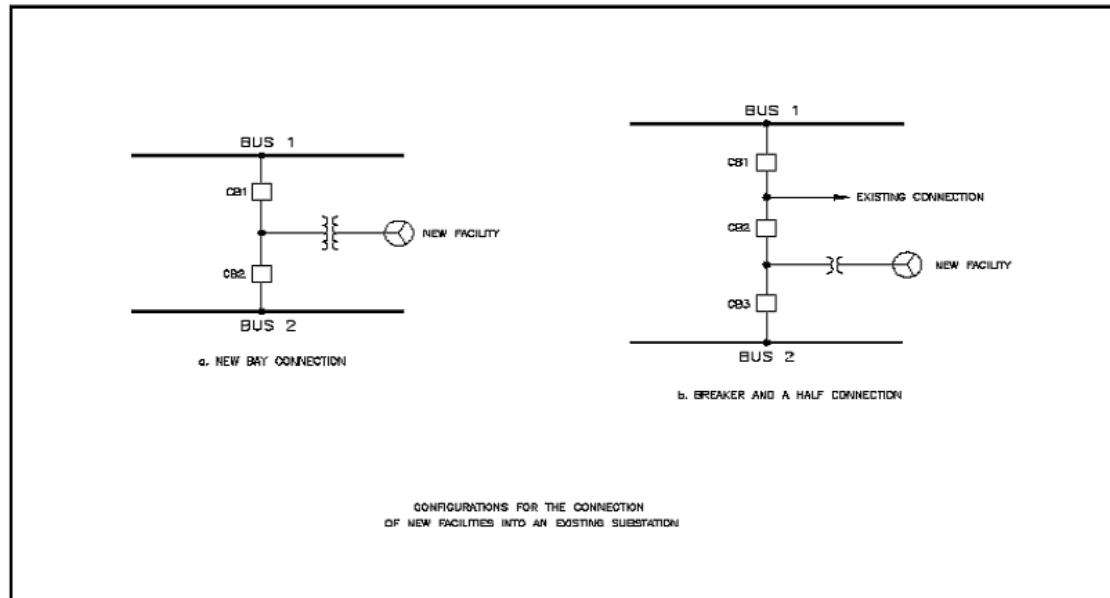 BUS 1
CB1
NEW FACILITY
CB2
BUS 2
a. NEW BAY CONNECTION
BUS 1
CB1
EXISTING CONNECTION
CB2
NEW FACILITY
CB3
BUS 2
b. BREAKER AND A HALF CONNECTION
CONFIGURATIONS FOR THE CONNECTION
OF NEW FACILITIES INTO AN EXISTING SUBSTATION